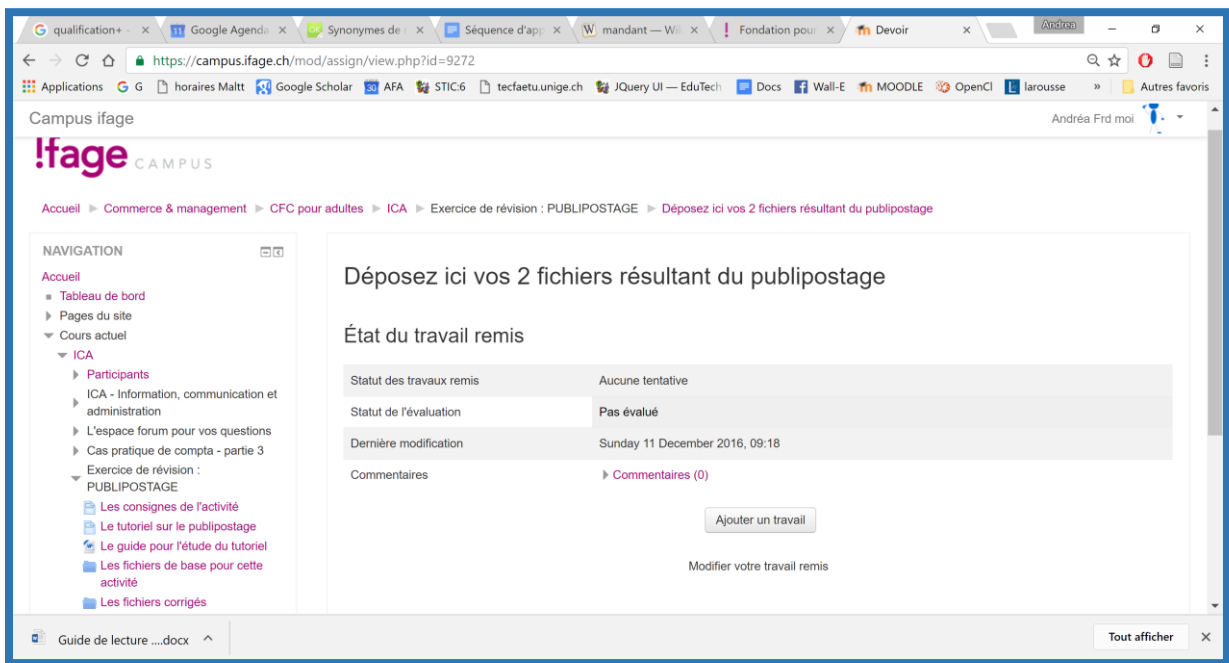 qualification+ - Google Agenda Synonymes de Séquence d'app mandant — Wi Fondation pour Devoir Andrea
https://campus.ifage.ch/mod/assign/view.php?id=9272
Applications G G horaires Maltt Google Scholar AFA STIC:6 tecfaetu.unige.ch JQuery UI — EduTech Docs Wall-E MOODLE OpenCl larousse » Autres favoris
Campus ifage Andréa Frd moi
!fage CAMPUS
Accueil Commerce & management CFC pour adultes ICA Exercice de révision : PUBLIPOSTAGE Déposez ici vos 2 fichiers résultant du publipostage
NAVIGATION
Accueil
Tableau de bord
Pages du site
Cours actuel
ICA
Participants
ICA - Information, communication et
administration
L'espace forum pour vos questions
Cas pratique de compta - partie 3
Exercice de révision :
PUBLIPOSTAGE
Les consignes de l'activité
Le tutoriel sur le publipostage
Le guide pour l'étude du tutoriel
Les fichiers de base pour cette
activité
Les fichiers corrigés
Déposez ici vos 2 fichiers résultant du publipostage
État du travail remis
Statut des travaux remis Aucune tentative
Statut de l'évaluation Pas évalué
Dernière modification Sunday 11 December 2016, 09:18
Commentaires Commentaires (0)
Ajouter un travail
Modifier votre travail remis
Guide de lecture ....docx Tout afficher